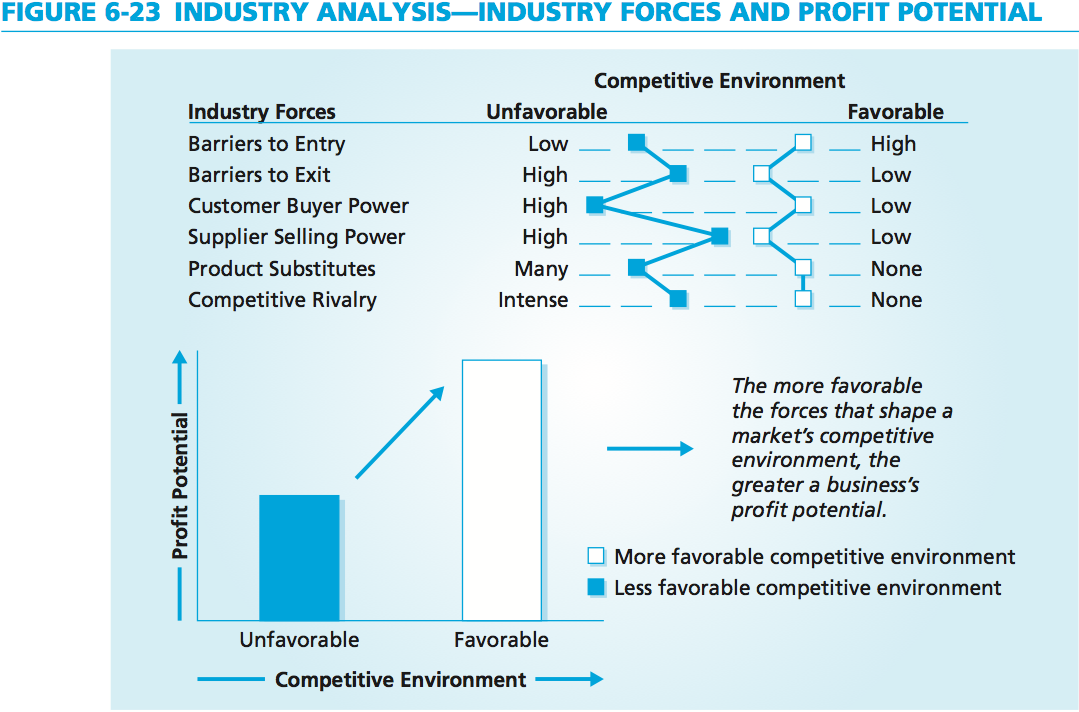 FIGURE 6-23 INDUSTRY ANALYSIS—INDUSTRY FORCES AND PROFIT POTENTIAL
Competitive Environment
Industry Forces Unfavorable Favorable
Barriers to Entry Low High
Barriers to Exit High Low
Customer Buyer Power High Low
Supplier Selling Power High Low
Product Substitutes Many None
Competitive Rivalry Intense None
Profit Potential
The more favorable
the forces that shape a
market's competitive
environment, the
greater a business's
profit potential.
More favorable competitive environment
Less favorable competitive environment
Unfavorable Favorable
Competitive Environment